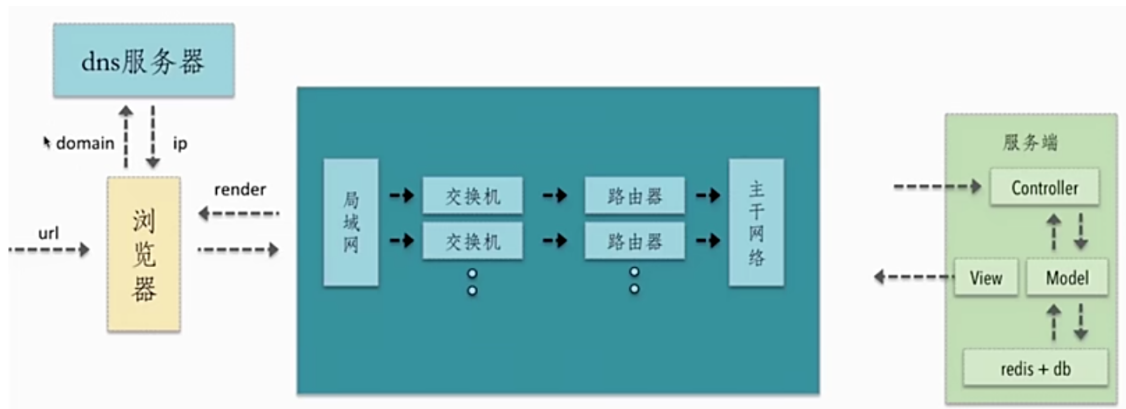 dns服务器
domain
ip
url
浏览器
render
局域网
交换机
路由器
交换机
路由器
主干网络
服务端
Controller
View
Model
redis + db